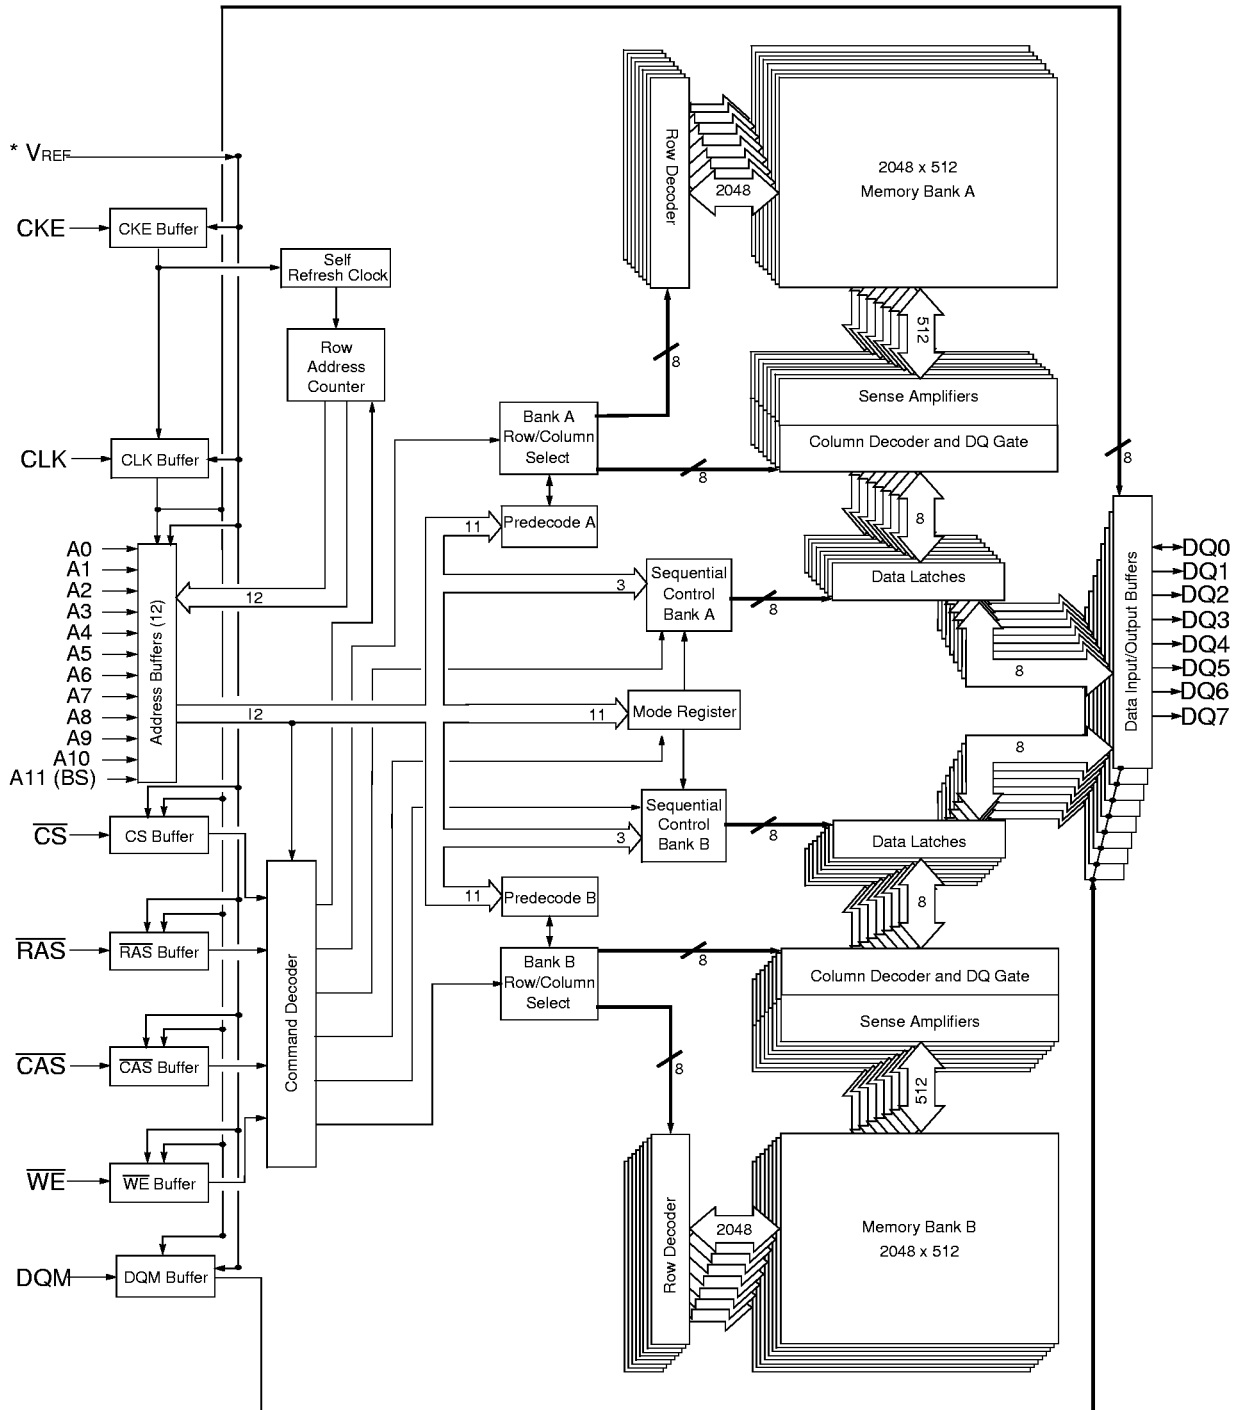 * VREF
CKE
CKE Buffer
Self
Refresh Clock
Row
Address
Counter
CLK
CLK Buffer
A0
A1
A2
A3
A4
A5
A6
A7
A8
A9
A10
A11 (BS)
Address Buffers (12)
12
I2
CS
CS Buffer
RAS
RAS Buffer
CAS
CAS Buffer
WE
WE Buffer
DQM
DQM Buffer
Command Decoder
Row Decoder
2048
2048 x 512
Memory Bank A
8
512
Bank A
Row/Column
Select
8
Sense Amplifiers
Column Decoder and DQ Gate
8
11
Predecode A
8
3
Sequential
Control
Bank A
8
Data Latches
8
11
Mode Register
8
3
Sequential
Control
Bank B
8
Data Latches
11
Predecode B
8
Bank B
Row/Column
Select
8
Column Decoder and DQ Gate
Sense Amplifiers
8
512
Row Decoder
2048
Memory Bank B
2048 x 512
Data Input/Output Buffers
DQ0
DQ1
DQ2
DQ3
DQ4
DQ5
DQ6
DQ7